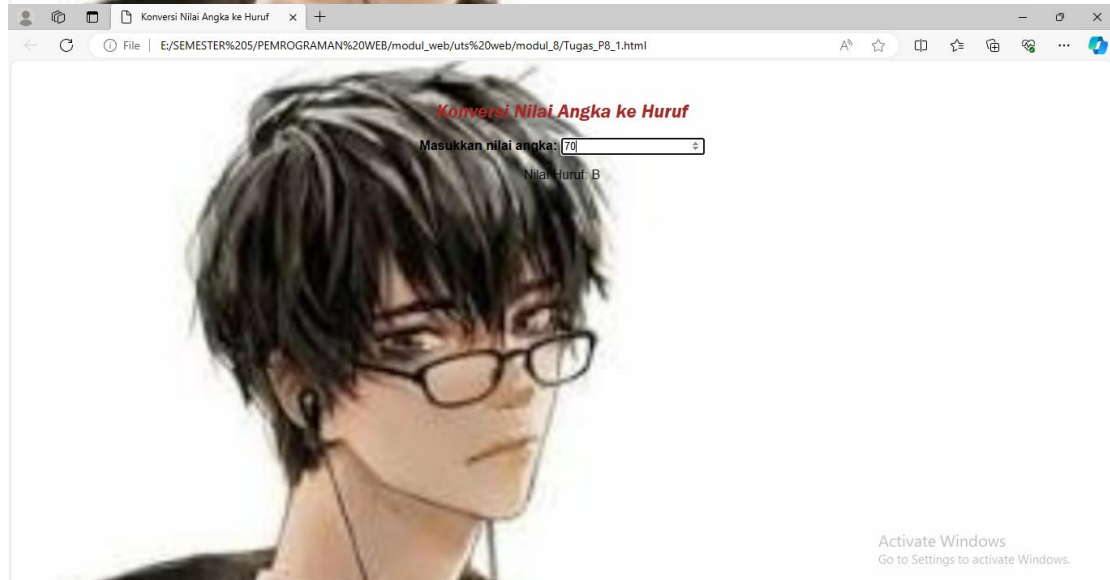 Konversi Nilai Angka ke Huruf
File
E:/SEMESTER%205/PEMROGRAMAN%20WEB/modul_web/uts%20web/modul_8/Tugas_P8_1.html
Konversi Nilai Angka ke Huruf
Masukkan nilai angka: 70
Nilai Huruf: B
Activate Windows
Go to Settings to activate Windows.